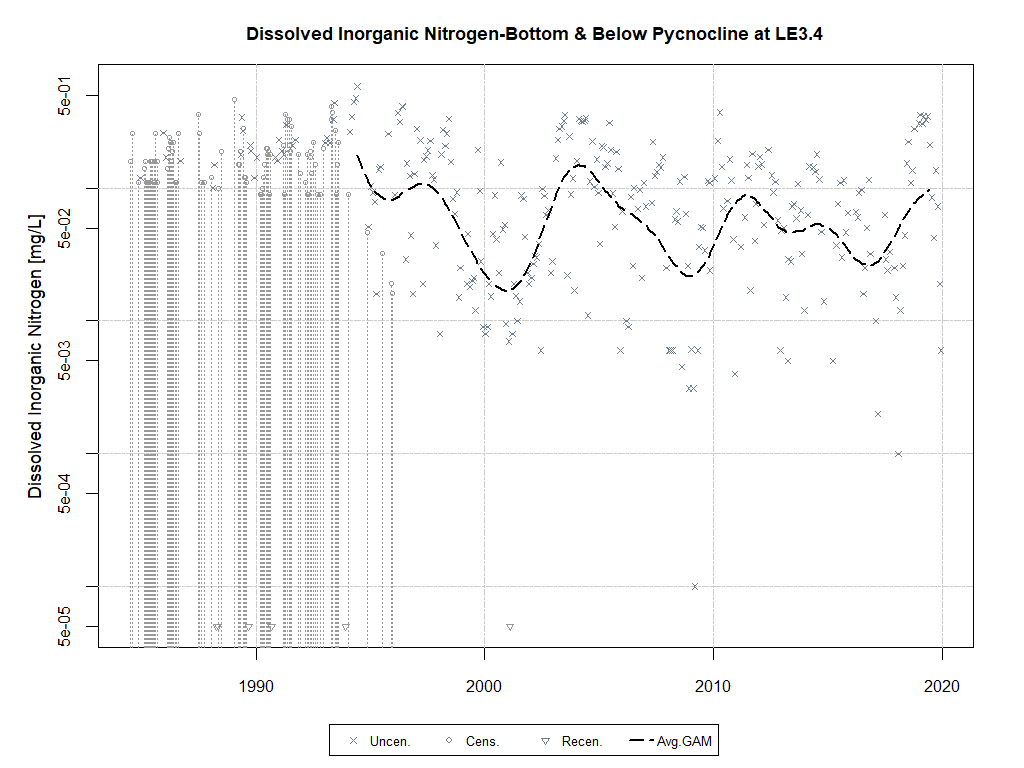 Dissolved Inorganic Nitrogen-Bottom & Below Pycnocline at LE3.4
Dissolved Inorganic Nitrogen [mg/L]
5e-01
5e-02
5e-03
5e-04
5e-05
1990 2000 2010 2020
Uncen. Cens. Recen. Avg.GAM